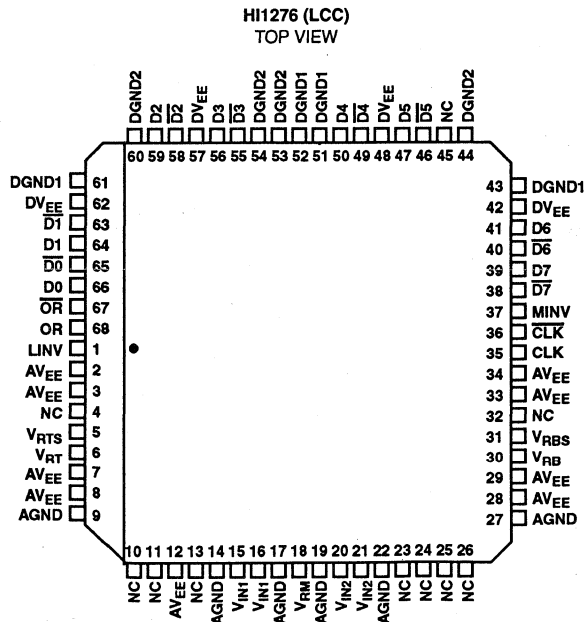 HI1276 (LCC)
TOP VIEW
DGND2 D2 D̅2̅ DVEE D3 D̅3̅ DGND2 DGND2 DGND1 DGND1 D4 D̅4̅ DVEE D5 D̅5̅ NC DGND2
60 59 58 57 56 55 54 53 52 51 50 49 48 47 46 45 44
DGND1 61
DVEE 62
D̅1̅ 63
D1 64
D̅0̅ 65
D0 66
O̅R̅ 67
OR 68
LINV 1
AVEE 2
AVEE 3
NC 4
VRTS 5
VRT 6
AVEE 7
AVEE 8
AGND 9
43 DGND1
42 DVEE
41 D6
40 D̅6̅
39 D7
38 D̅7̅
37 MINV
36 C̅L̅K̅
35 CLK
34 AVEE
33 AVEE
32 NC
31 VRBS
30 VRB
29 AVEE
28 AVEE
27 AGND
10 11 12 13 14 15 16 17 18 19 20 21 22 23 24 25 26
NC NC AVEE NC AGND VIN1 VIN1 AGND VRM AGND VIN2 VIN2 AGND NC NC NC NC